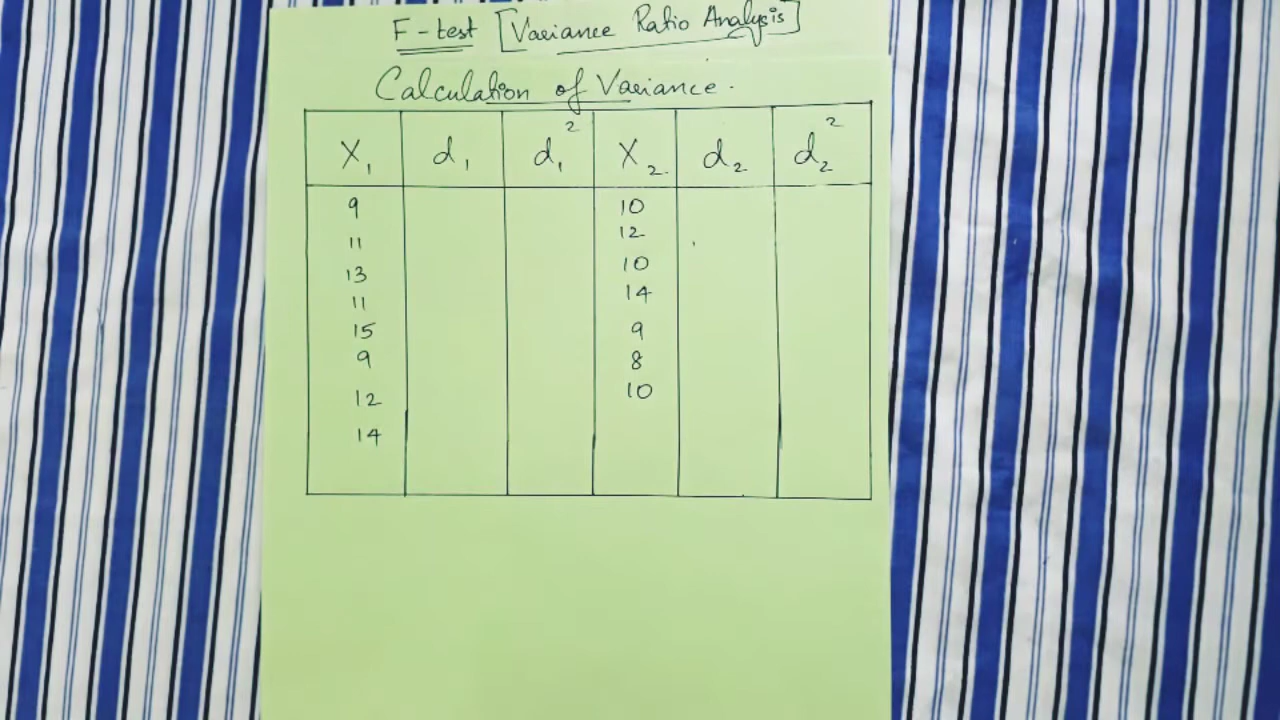 F-test [Variance Ratio Analysis]
Calculation of Variance.
X₁ d₁ d₁² X₂ d₂ d₂²
9 10
11 12
13 10
11 14
15 9
9 8
12 10
14